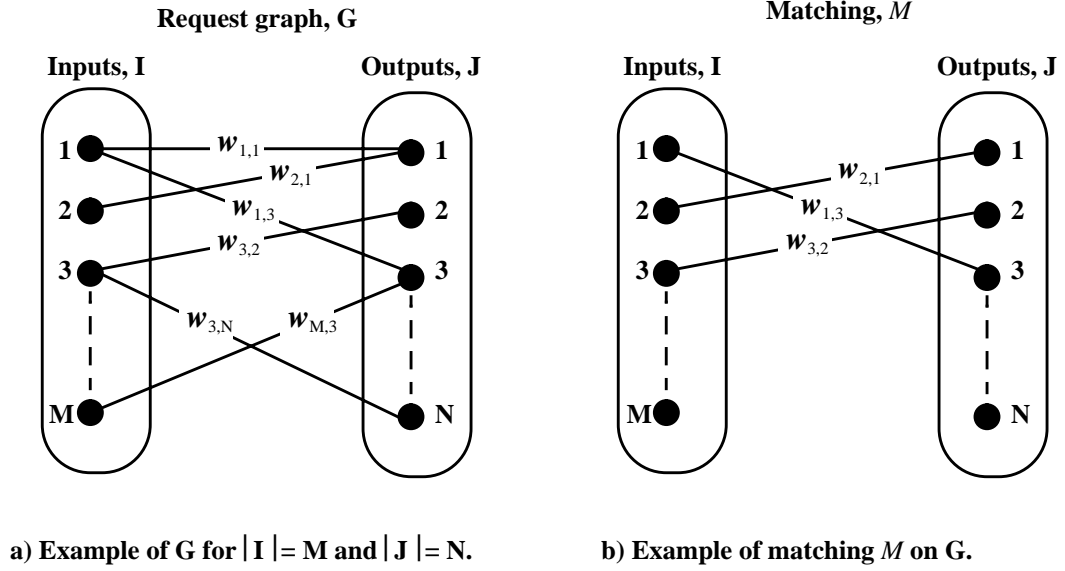 Request graph, G
Inputs, I
Outputs, J
1
w1,1
1
w2,1
2
w1,3
2
w3,2
3
3
w3,N
wM,3
M
N
a) Example of G for |I|= M and |J|= N.
Matching, M
Inputs, I
Outputs, J
1
1
w2,1
2
w1,3
2
w3,2
3
3
M
N
b) Example of matching M on G.